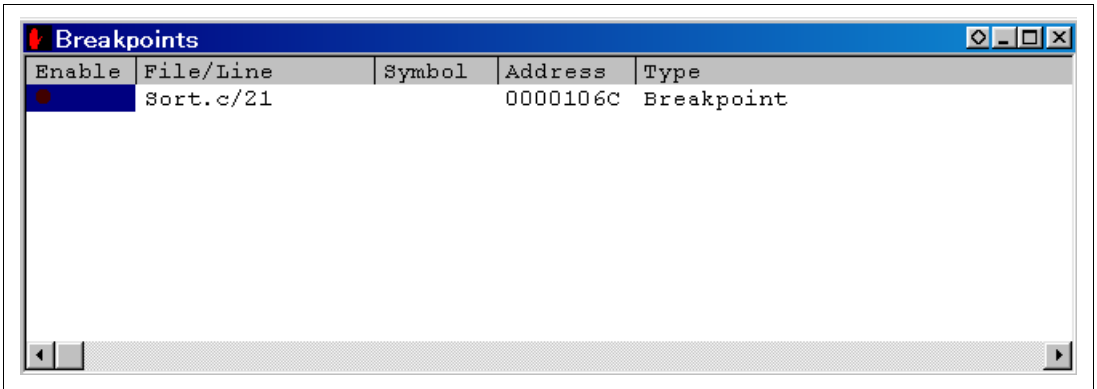 Breakpoints
Enable File/Line Symbol Address Type
Sort.c/21 0000106C Breakpoint